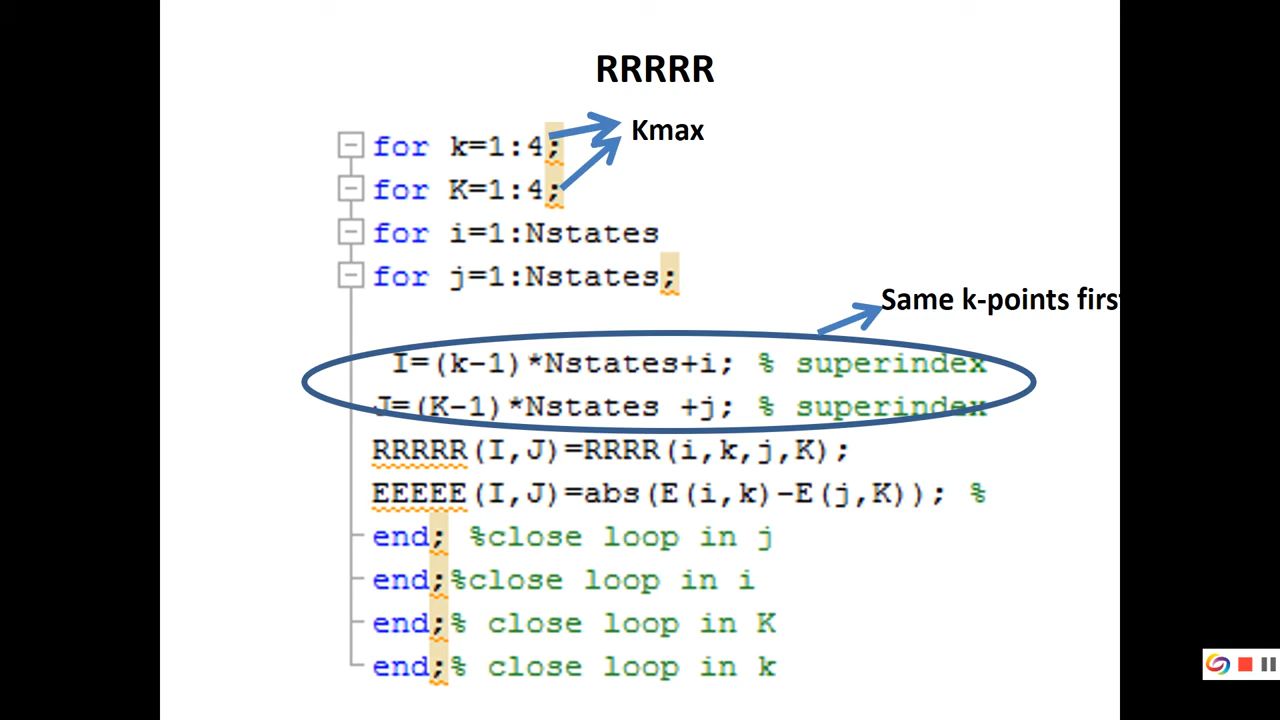 RRRRR
Kmax
for k=1:4;
for K=1:4;
for i=1:Nstates
for j=1:Nstates;
Same k-points first
I=(k-1)*Nstates+i; % superindex
J=(K-1)*Nstates +j; % superindex
RRRRR(I,J)=RRRR(i,k,j,K);
EEEEE(I,J)=abs(E(i,k)-E(j,K)); %
end; %close loop in j
end;%close loop in i
end;% close loop in K
end;% close loop in k